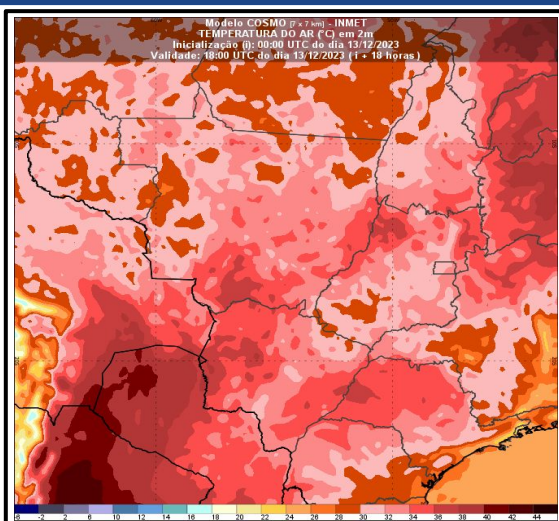 Modelo COSMO [7 x 7 km] - INMET
TEMPERATURA DO AR (°C) em 2m
Inicialização (i): 00:00 UTC do dia 13/12/2023
Validade: 18:00 UTC do dia 13/12/2023 ( i + 18 horas )
-6 -2 2 6 10 12 14 16 18 20 22 24 26 28 30 32 34 36 38 40 42 44